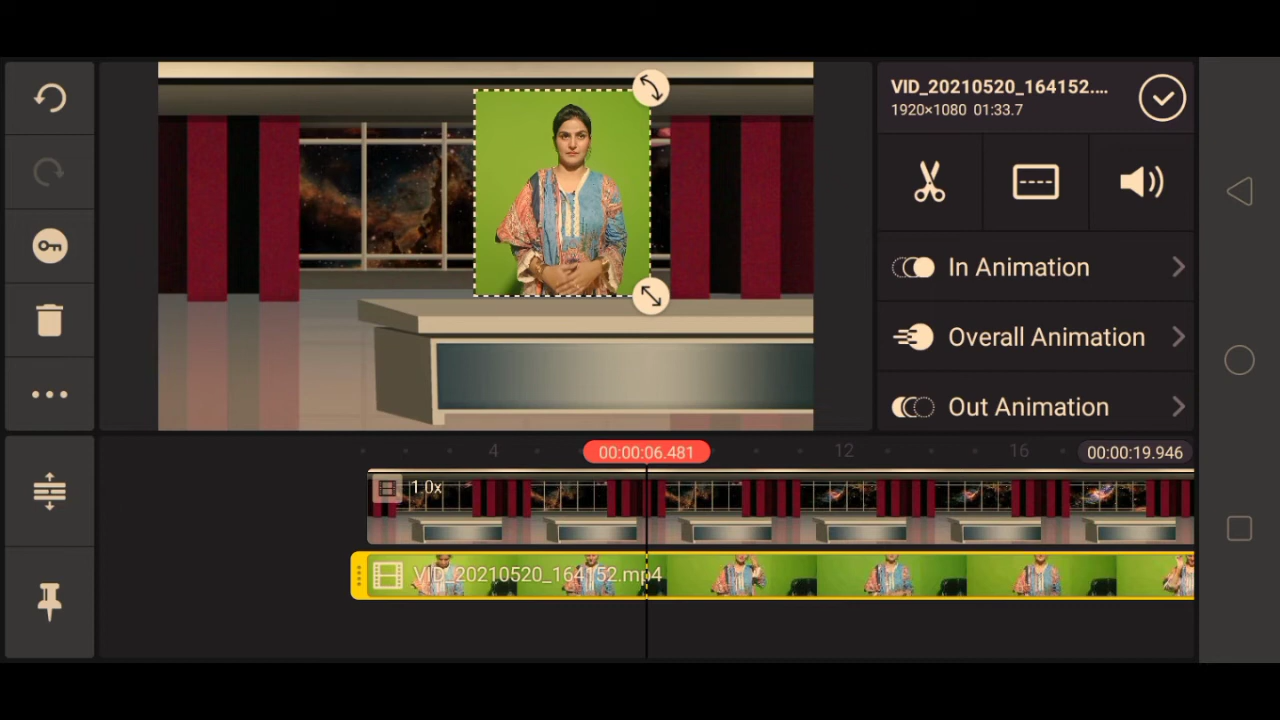 VID_20210520_164152....
1920×1080 01:33.7
In Animation
Overall Animation
Out Animation
4
00:00:06.481
12
16
00:00:19.946
1.0x
VID_20210520_164152.mp4